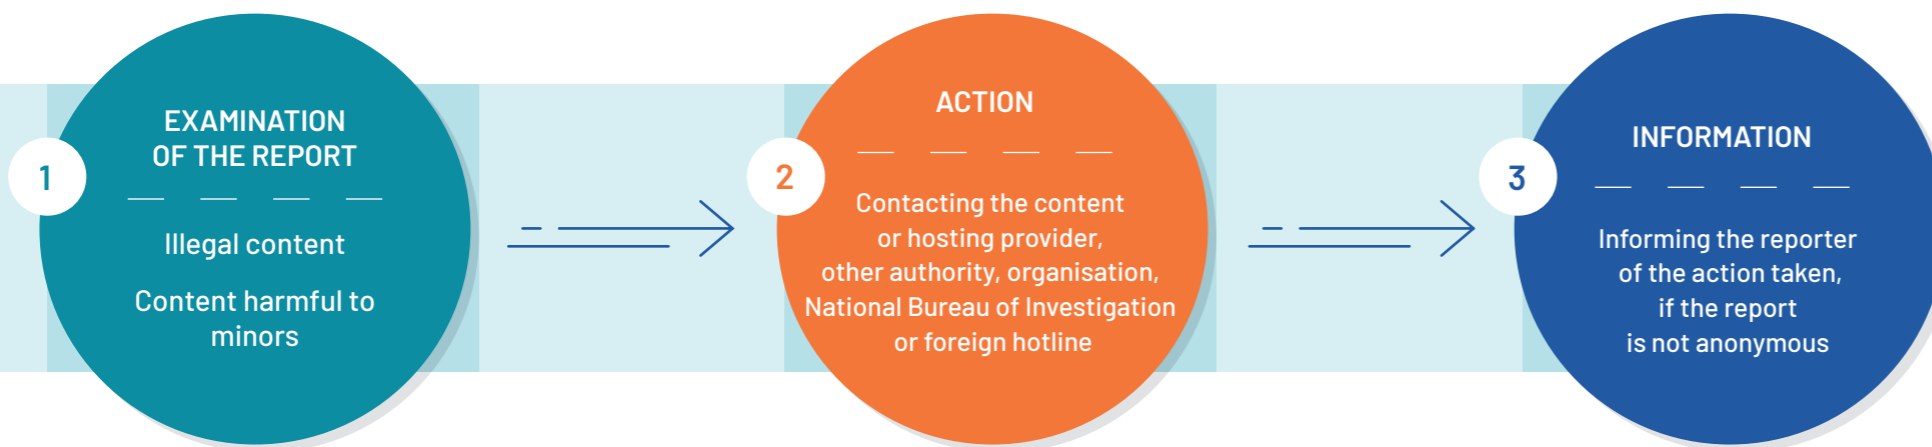 1
EXAMINATION
OF THE REPORT
Illegal content
Content harmful to
minors
2
ACTION
Contacting the content
or hosting provider,
other authority, organisation,
National Bureau of Investigation
or foreign hotline
3
INFORMATION
Informing the reporter
of the action taken,
if the report
is not anonymous